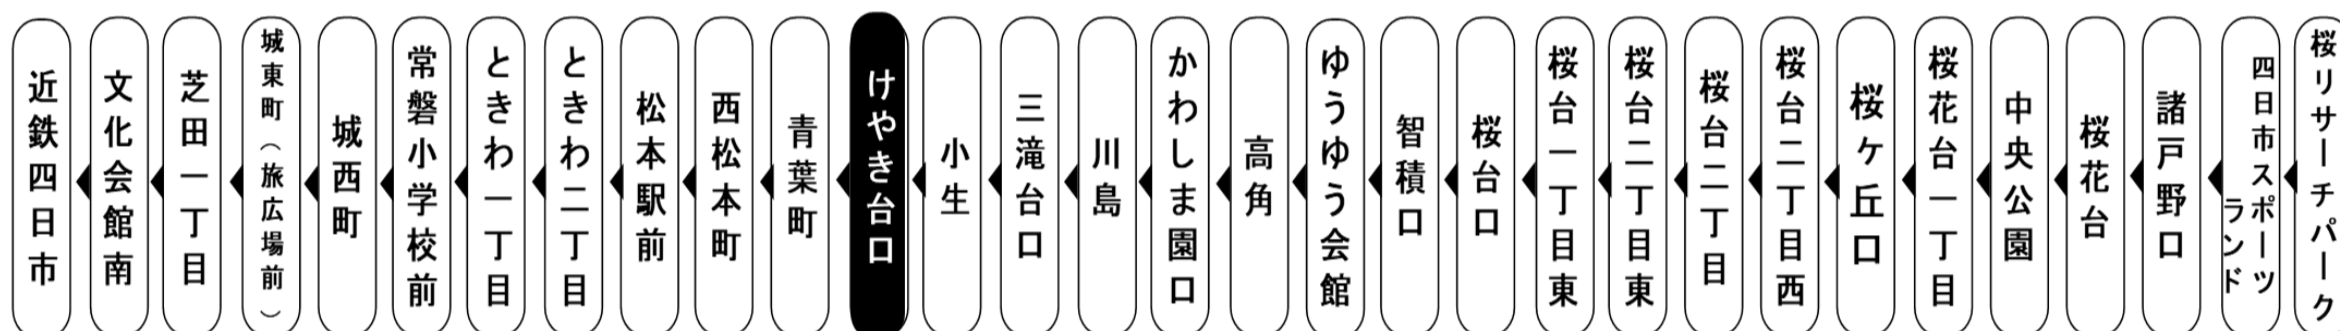 桜リサーチパーク
四日市スポーツ
ランド
諸戸野口
桜花台
中央公園
桜花台一丁目
桜ケ丘口
桜台二丁目西
桜台二丁目
桜台二丁目東
桜台一丁目東
桜台口
智積口
ゆうゆう会館
高角
かわしま園口
川島
三滝台口
小生
けやき台口
青葉町
西松本町
松本駅前
ときわ二丁目
ときわ一丁目
常磐小学校前
城西町
城東町（旅広場前）
芝田一丁目
文化会館南
近鉄四日市